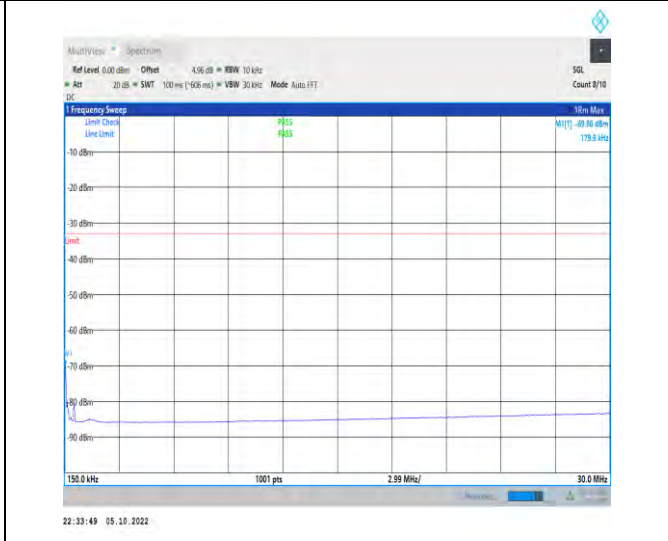 MultiView Spectrum
Ref Level 0.00 dBm Offset 4.96 dB RBW 10 kHz SGL
Att 20 dB SWT 100 ms (~606 ms) VBW 30 kHz Mode Auto FFT Count 8/10
DC
1 Frequency Sweep 1Rm Max
Limit Check PASS M1[1] -69.96 dBm
Line Limit PASS 179.8 kHz
-10 dBm
-20 dBm
-30 dBm
Limit
-40 dBm
-50 dBm
-60 dBm
M1
-70 dBm
-80 dBm
-90 dBm
150.0 kHz 1001 pts 2.99 MHz/ 30.0 MHz
22:33:49 05.10.2022